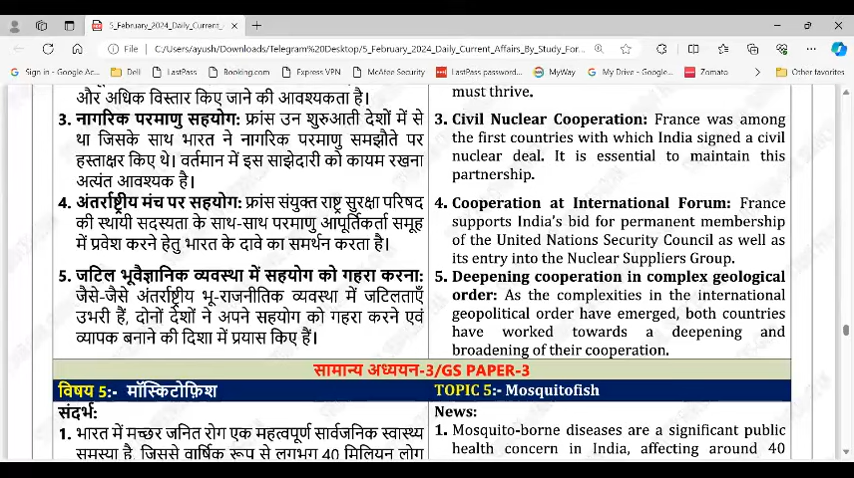 5_February_2024_Daily_Current_
File
C:/Users/ayush/Downloads/Telegram%20Desktop/5_February_2024_Daily_Current_Affairs_By_Study_For...
Sign in - Google Ac...
Dell
LastPass
Booking.com
Express VPN
McAfee Security
LastPass password...
MyWay
My Drive - Google...
Zomato
Other favorites
और अधिक विस्तार किए जाने की आवश्यकता है।
3. नागरिक परमाणु सहयोग: फ्रांस उन शुरुआती देशों में से
था जिसके साथ भारत ने नागरिक परमाणु समझौते पर
हस्ताक्षर किए थे। वर्तमान में इस साझेदारी को कायम रखना
अत्यंत आवश्यक है।
4. अंतर्राष्ट्रीय मंच पर सहयोग: फ्रांस संयुक्त राष्ट्र सुरक्षा परिषद
की स्थायी सदस्यता के साथ-साथ परमाणु आपूर्तिकर्ता समूह
में प्रवेश करने हेतु भारत के दावे का समर्थन करता है।
5. जटिल भूवैज्ञानिक व्यवस्था में सहयोग को गहरा करना:
जैसे-जैसे अंतर्राष्ट्रीय भू-राजनीतिक व्यवस्था में जटिलताएँ
उभरी हैं, दोनों देशों ने अपने सहयोग को गहरा करने एवं
व्यापक बनाने की दिशा में प्रयास किए हैं।
must thrive.
3. Civil Nuclear Cooperation: France was among
the first countries with which India signed a civil
nuclear deal. It is essential to maintain this
partnership.
4. Cooperation at International Forum: France
supports India's bid for permanent membership
of the United Nations Security Council as well as
its entry into the Nuclear Suppliers Group.
5. Deepening cooperation in complex geological
order: As the complexities in the international
geopolitical order have emerged, both countries
have worked towards a deepening and
broadening of their cooperation.
सामान्य अध्ययन-3/GS PAPER-3
विषय 5:- मॉस्किटोफ़िश
TOPIC 5:- Mosquitofish
संदर्भ:
1. भारत में मच्छर जनित रोग एक महत्वपूर्ण सार्वजनिक स्वास्थ्य
समस्या है, जिससे वार्षिक रूप से लगभग 40 मिलियन लोग
News:
1. Mosquito-borne diseases are a significant public
health concern in India, affecting around 40